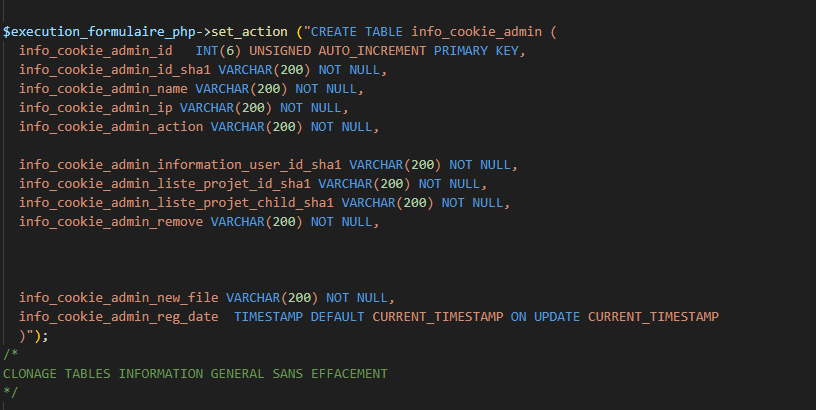 $execution_formulaire_php->set_action ("CREATE TABLE info_cookie_admin (
info_cookie_admin_id   INT(6) UNSIGNED AUTO_INCREMENT PRIMARY KEY,
info_cookie_admin_id_sha1 VARCHAR(200) NOT NULL,
info_cookie_admin_name VARCHAR(200) NOT NULL,
info_cookie_admin_ip VARCHAR(200) NOT NULL,
info_cookie_admin_action VARCHAR(200) NOT NULL,
info_cookie_admin_information_user_id_sha1 VARCHAR(200) NOT NULL,
info_cookie_admin_liste_projet_id_sha1 VARCHAR(200) NOT NULL,
info_cookie_admin_liste_projet_child_sha1 VARCHAR(200) NOT NULL,
info_cookie_admin_remove VARCHAR(200) NOT NULL,
info_cookie_admin_new_file VARCHAR(200) NOT NULL,
info_cookie_admin_reg_date  TIMESTAMP DEFAULT CURRENT_TIMESTAMP ON UPDATE CURRENT_TIMESTAMP
)");
/*
CLONAGE TABLES INFORMATION GENERAL SANS EFFACEMENT
*/